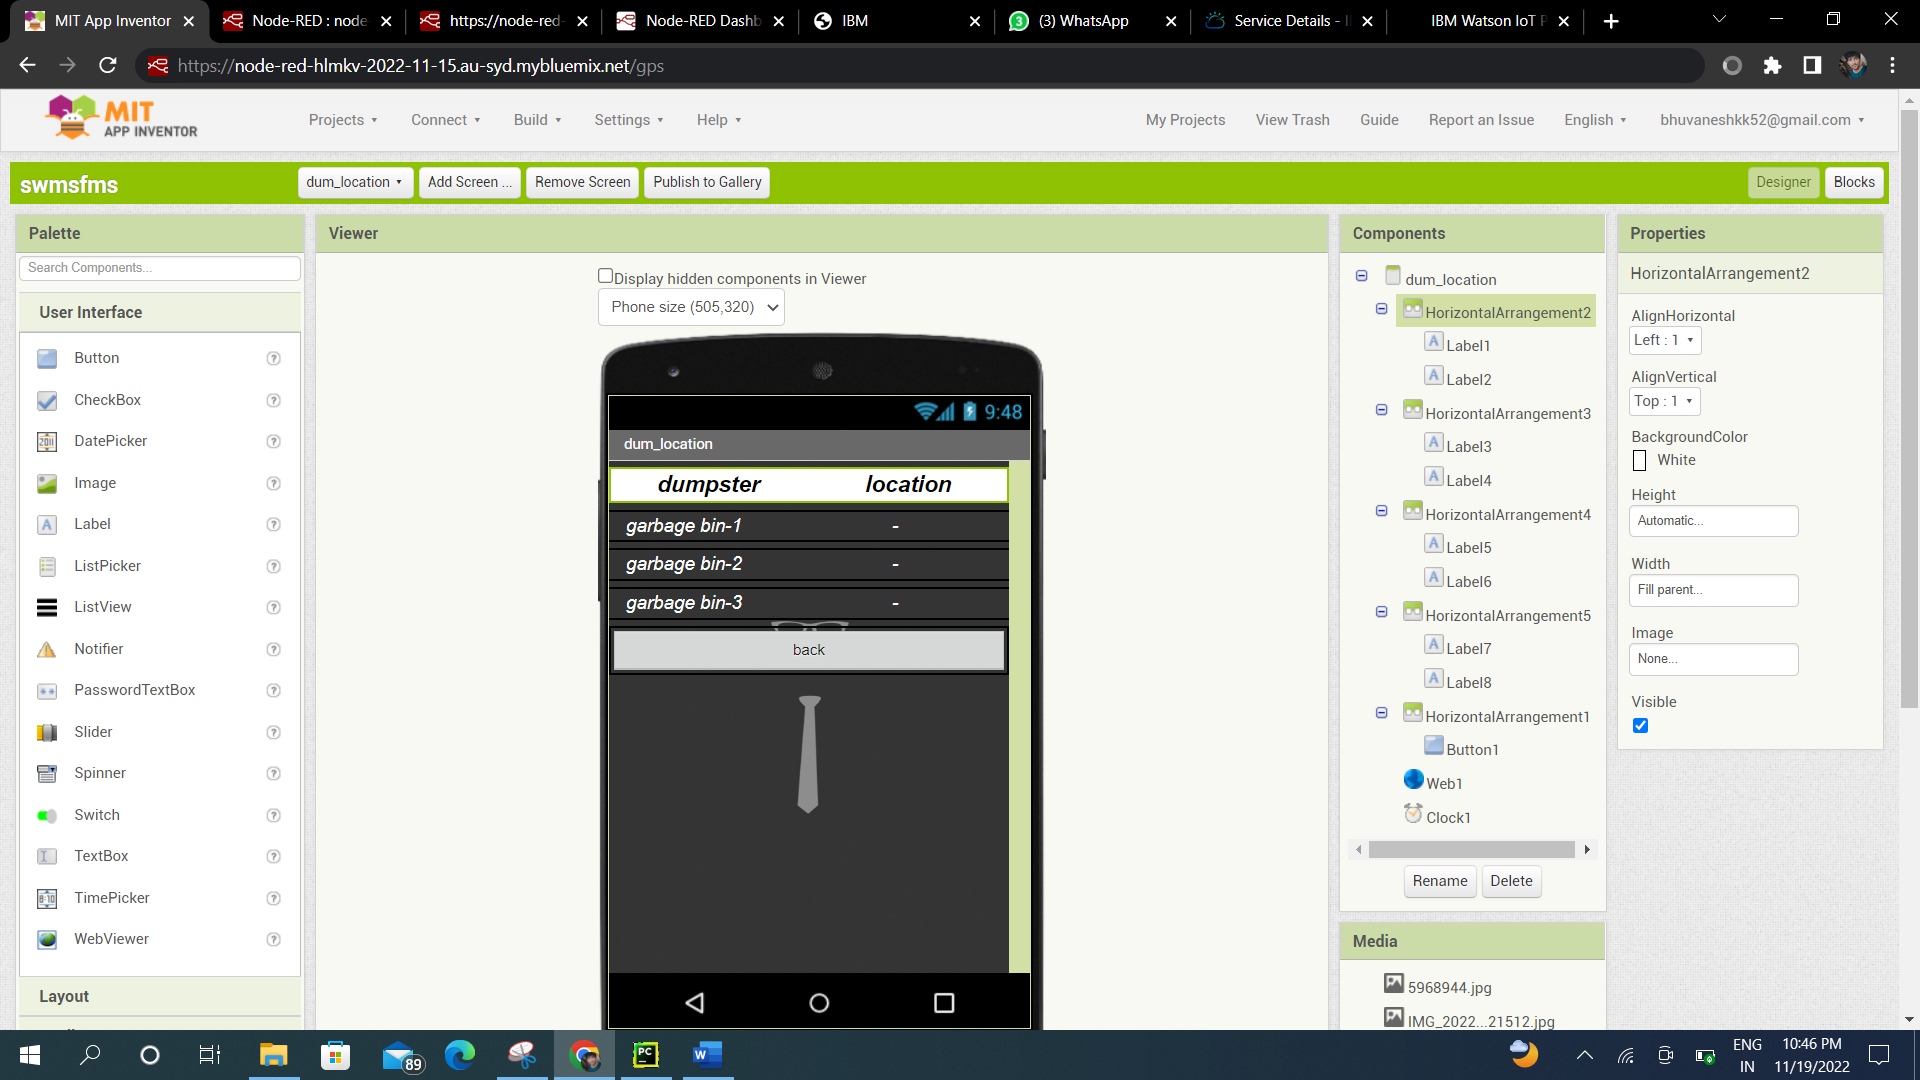 MIT App Inventor
Node-RED : node
https://node-red-
Node-RED Dashb
IBM
(3) WhatsApp
Service Details -
IBM Watson IoT P
https://node-red-hlmkv-2022-11-15.au-syd.mybluemix.net/gps
MIT
APP INVENTOR
Projects
Connect
Build
Settings
Help
My Projects
View Trash
Guide
Report an Issue
English
bhuvaneshkk52@gmail.com
swmsfms
dum_location
Add Screen ...
Remove Screen
Publish to Gallery
Designer
Blocks
Palette
Search Components...
User Interface
Button
CheckBox
DatePicker
Image
Label
ListPicker
ListView
Notifier
PasswordTextBox
Slider
Spinner
Switch
TextBox
TimePicker
WebViewer
Layout
Viewer
Display hidden components in Viewer
Phone size (505,320)
9:48
dum_location
dumpster location
garbage bin-1 -
garbage bin-2 -
garbage bin-3 -
back
Components
dum_location
HorizontalArrangement2
Label1
Label2
HorizontalArrangement3
Label3
Label4
HorizontalArrangement4
Label5
Label6
HorizontalArrangement5
Label7
Label8
HorizontalArrangement1
Button1
Web1
Clock1
Rename
Delete
Media
5968944.jpg
IMG_2022...21512.jpg
Properties
HorizontalArrangement2
AlignHorizontal
Left : 1
AlignVertical
Top : 1
BackgroundColor
White
Height
Automatic...
Width
Fill parent...
Image
None...
Visible
89
PC
W
ENG
IN
10:46 PM
11/19/2022